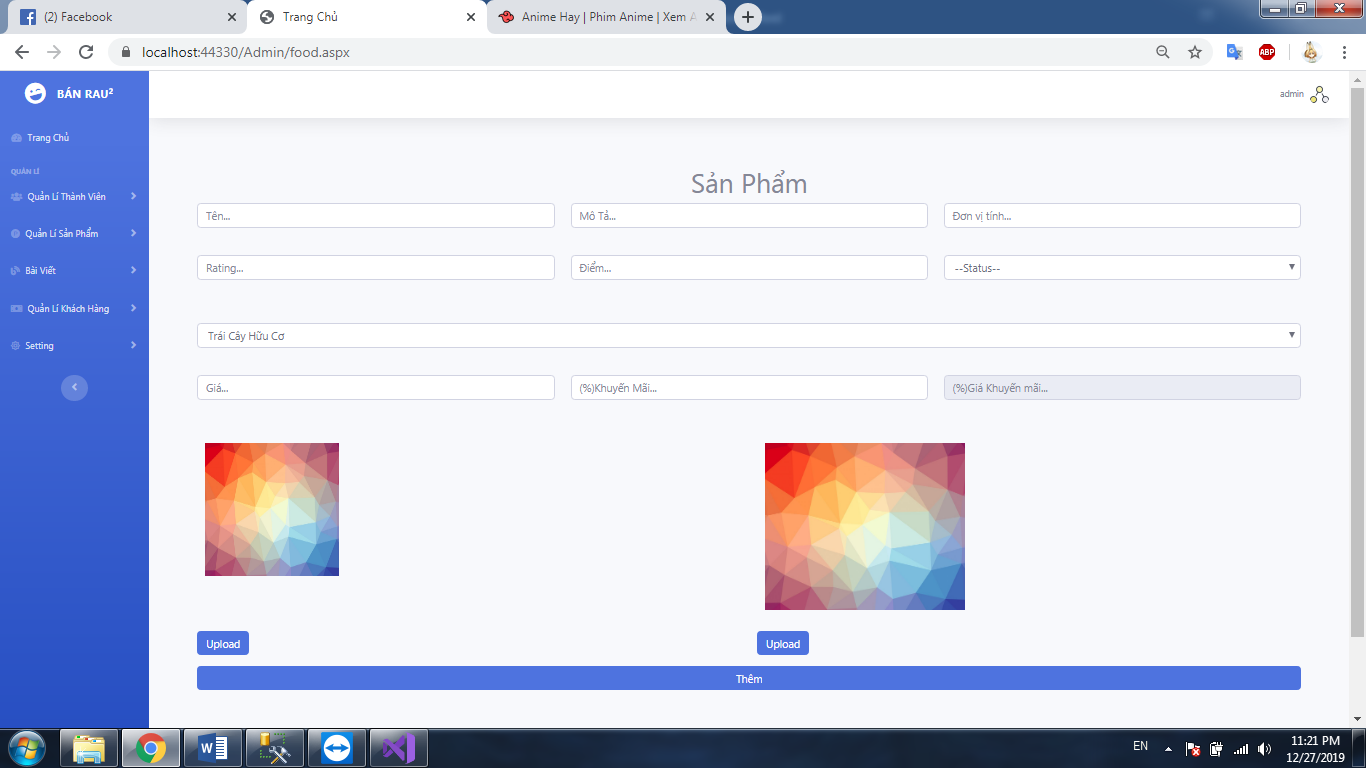 (2) Facebook
Trang Chủ
Anime Hay | Phim Anime | Xem A
localhost:44330/Admin/food.aspx
ABP
BÁN RAU²
admin
Trang Chủ
QUẢN LÍ
Quản Lí Thành Viên
Quản Lí Sản Phẩm
Bài Viết
Quản Lí Khách Hàng
Setting
Sản Phẩm
Tên...
Mô Tả...
Đơn vị tính...
Rating...
Điểm...
--Status--
Trái Cây Hữu Cơ
Giá...
(%)Khuyến Mãi...
(%)Giá Khuyến mãi...
Upload
Upload
Thêm
EN
11:21 PM
12/27/2019